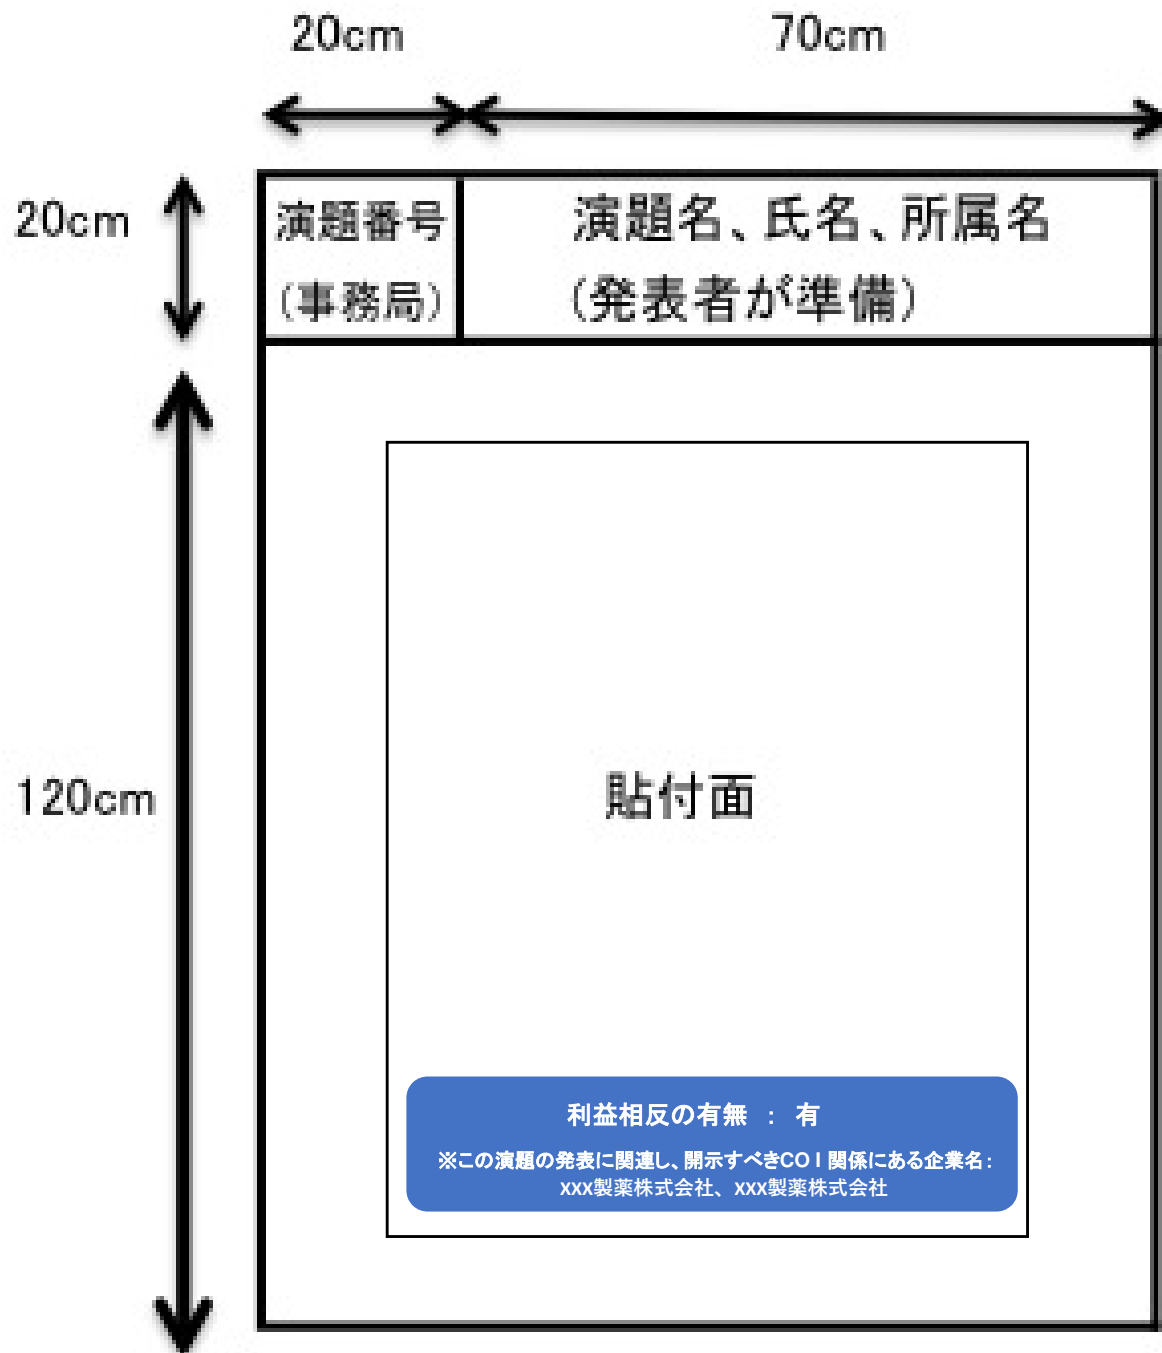 20cm
70cm
20cm
演題番号
(事務局)
演題名、氏名、所属名
(発表者が準備)
120cm
貼付面
利益相反の有無 : 有
※この演題の発表に関連し、開示すべきCOI関係にある企業名:
xxx製薬株式会社、xxx製薬株式会社